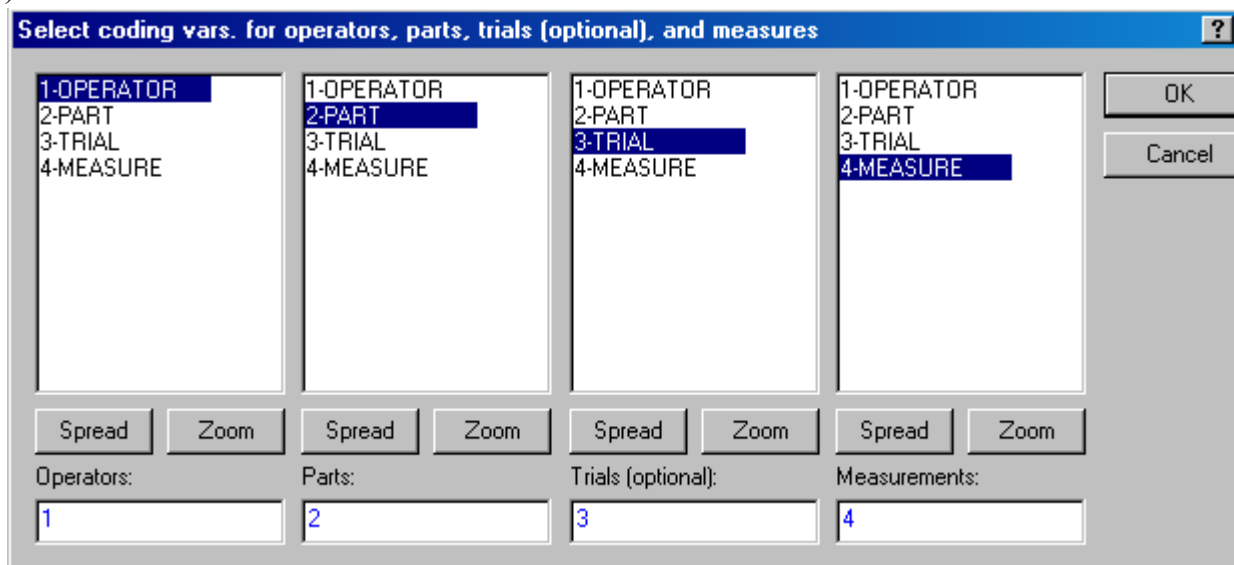 )
Select coding vars. for operators, parts, trials (optional), and measures ?
1-OPERATOR 1-OPERATOR 1-OPERATOR 1-OPERATOR OK
2-PART 2-PART 2-PART 2-PART
3-TRIAL 3-TRIAL 3-TRIAL 3-TRIAL Cancel
4-MEASURE 4-MEASURE 4-MEASURE 4-MEASURE
Spread Zoom Spread Zoom Spread Zoom Spread Zoom
Operators: Parts: Trials (optional): Measurements:
1 2 3 4